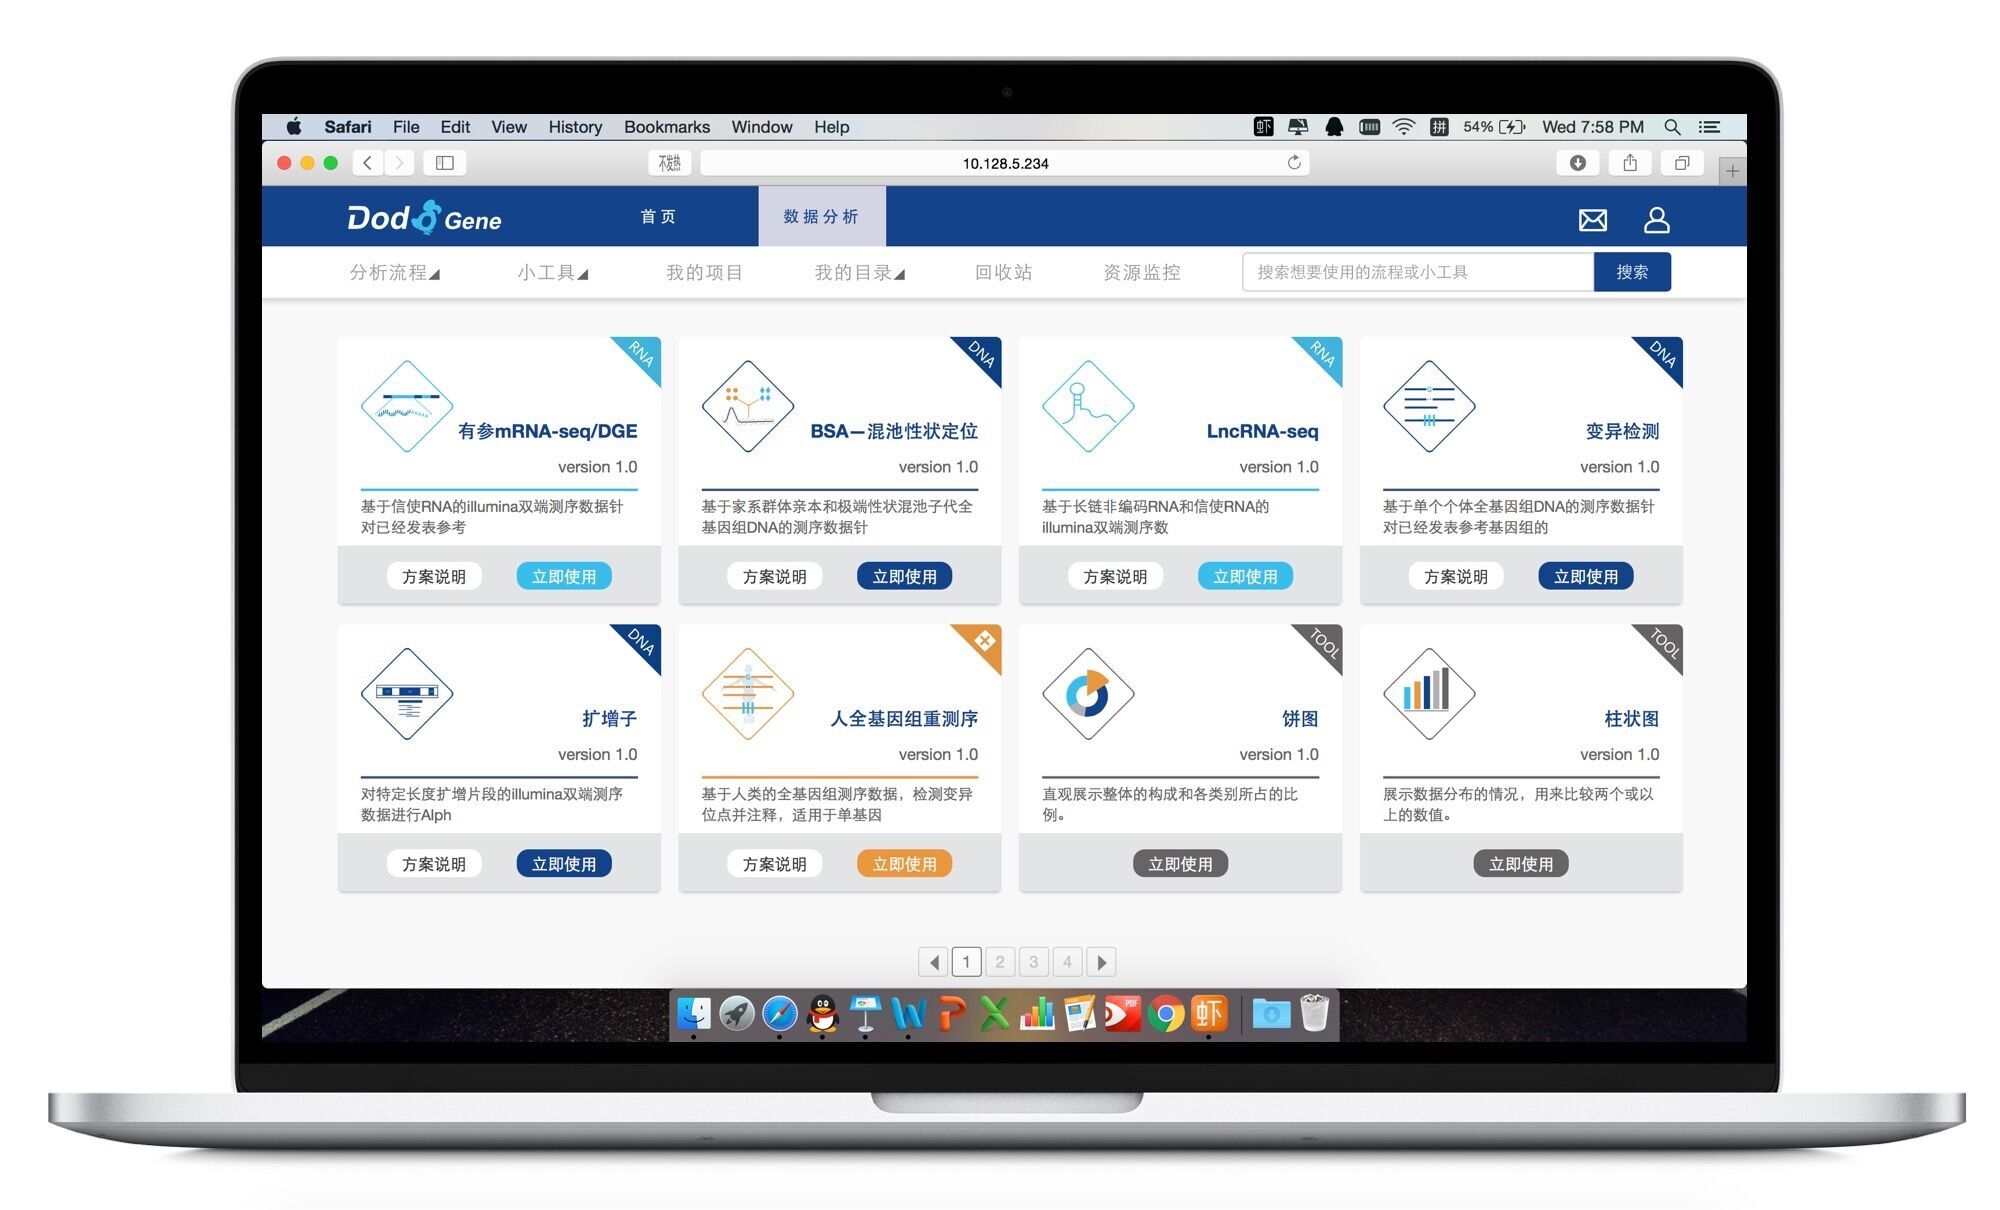 Safari File Edit View History Bookmarks Window Help 虾 拼 54% Wed 7:58 PM
10.128.5.234
Dodo Gene 首页 数据分析
分析流程 小工具 我的项目 我的目录 回收站 资源监控 搜索想要使用的流程或小工具 搜索
RNA
有参mRNA-seq/DGE
version 1.0
基于信使RNA的illumina双端测序数据针
对已经发表参考
方案说明 立即使用
DNA
BSA—混池性状定位
version 1.0
基于家系群体亲本和极端性状混池子代全
基因组DNA的测序数据针
方案说明 立即使用
RNA
LncRNA-seq
version 1.0
基于长链非编码RNA和信使RNA的
illumina双端测序数
方案说明 立即使用
DNA
变异检测
version 1.0
基于单个个体全基因组DNA的测序数据针
对已经发表参考基因组的
方案说明 立即使用
DNA
扩增子
version 1.0
对特定长度扩增片段的illumina双端测序
数据进行Alph
方案说明 立即使用
人全基因组重测序
version 1.0
基于人类的全基因组测序数据，检测变异
位点并注释，适用于单基因
方案说明 立即使用
TOOL
饼图
version 1.0
直观展示整体的构成和各类别所占的比
例。
立即使用
TOOL
柱状图
version 1.0
展示数据分布的情况，用来比较两个或以
上的数值。
立即使用
1 2 3 4
PDF 虾